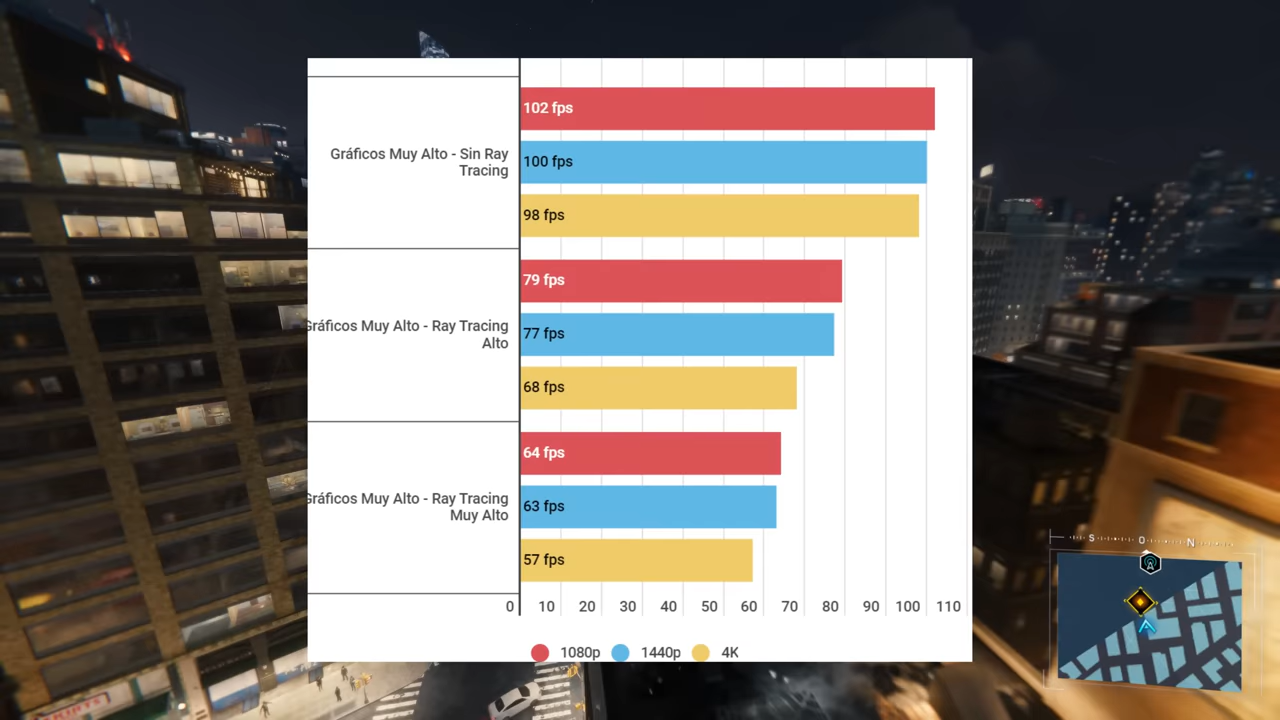 102 fps
Gráficos Muy Alto - Sin Ray
Tracing
100 fps
98 fps
79 fps
Gráficos Muy Alto - Ray Tracing
Alto
77 fps
68 fps
64 fps
Gráficos Muy Alto - Ray Tracing
Muy Alto
63 fps
57 fps
0 10 20 30 40 50 60 70 80 90 100 110
1080p 1440p 4K
S O N